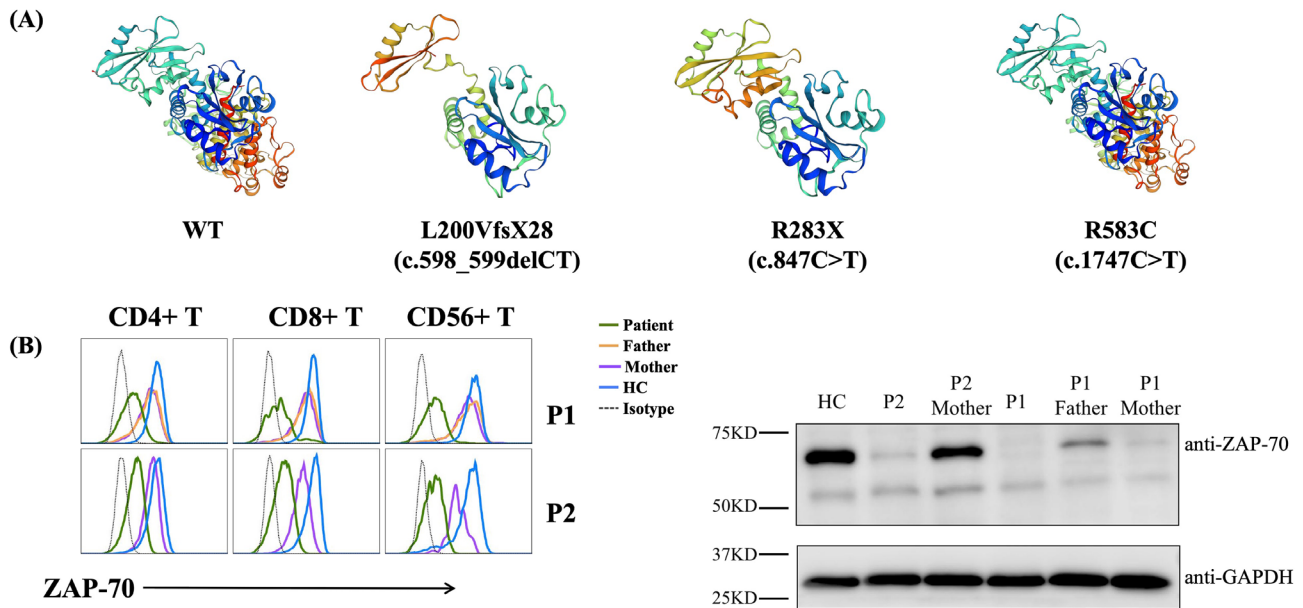 (A)
WT
L200VfsX28
(c.598_599delCT)
R283X
(c.847C>T)
R583C
(c.1747C>T)
(B)
CD4+ T
CD8+ T
CD56+ T
Patient
Father
Mother
HC
Isotype
P1
P2
ZAP-70
HC
P2
P2
Mother
P1
P1
Father
P1
Mother
75KD
50KD
anti-ZAP-70
37KD
25KD
anti-GAPDH